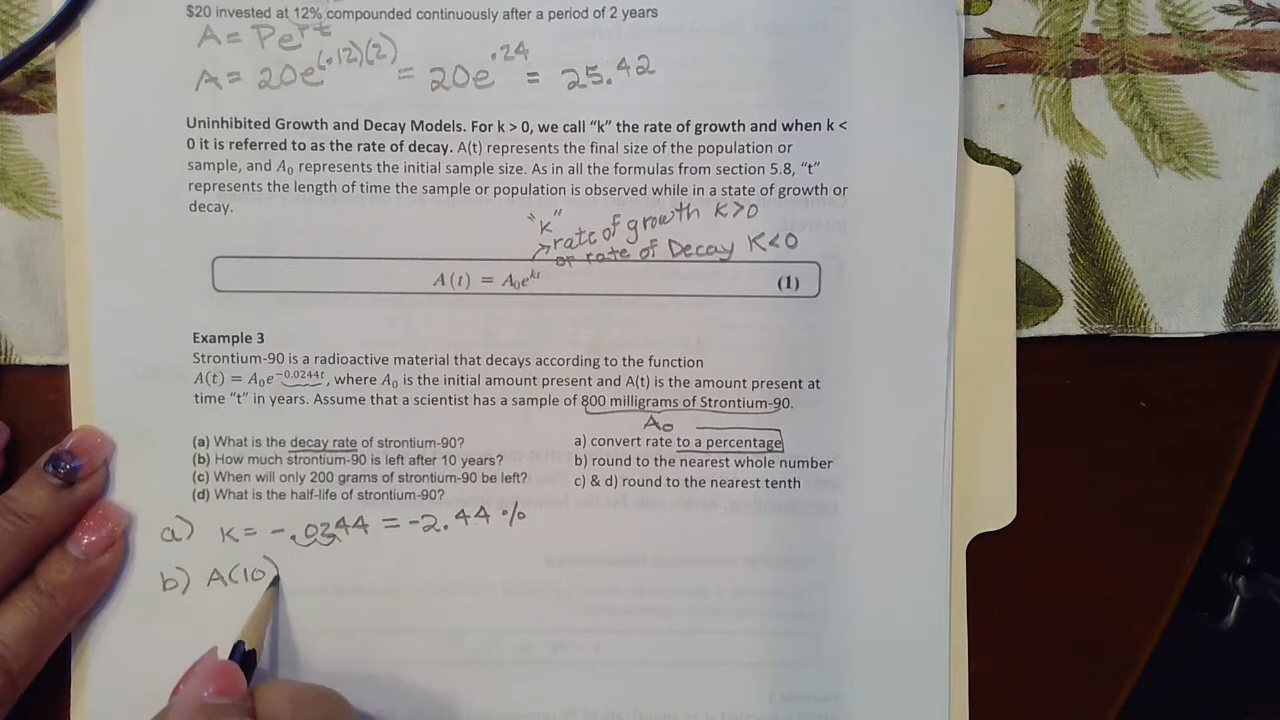 $20 invested at 12% compounded continuously after a period of 2 years
A = Pe^rt
A = 20e^(.12)(2) = 20e^.24 = 25.42
Uninhibited Growth and Decay Models. For k > 0, we call “k” the rate of growth and when k <
0 it is referred to as the rate of decay. A(t) represents the final size of the population or
sample, and A₀ represents the initial sample size. As in all the formulas from section 5.8, “t”
represents the length of time the sample or population is observed while in a state of growth or
decay.
"k"
rate of growth K>0
or rate of Decay K<0
A(t) = A₀e^kt (1)
Example 3
Strontium-90 is a radioactive material that decays according to the function
A(t) = A₀e^−0.0244t, where A₀ is the initial amount present and A(t) is the amount present at
time “t” in years. Assume that a scientist has a sample of 800 milligrams of Strontium-90.
A₀
(a) What is the decay rate of strontium-90? a) convert rate to a percentage
(b) How much strontium-90 is left after 10 years? b) round to the nearest whole number
(c) When will only 200 grams of strontium-90 be left? c) & d) round to the nearest tenth
(d) What is the half-life of strontium-90?
a) K = -.0244 = -2.44 %
b) A(10)